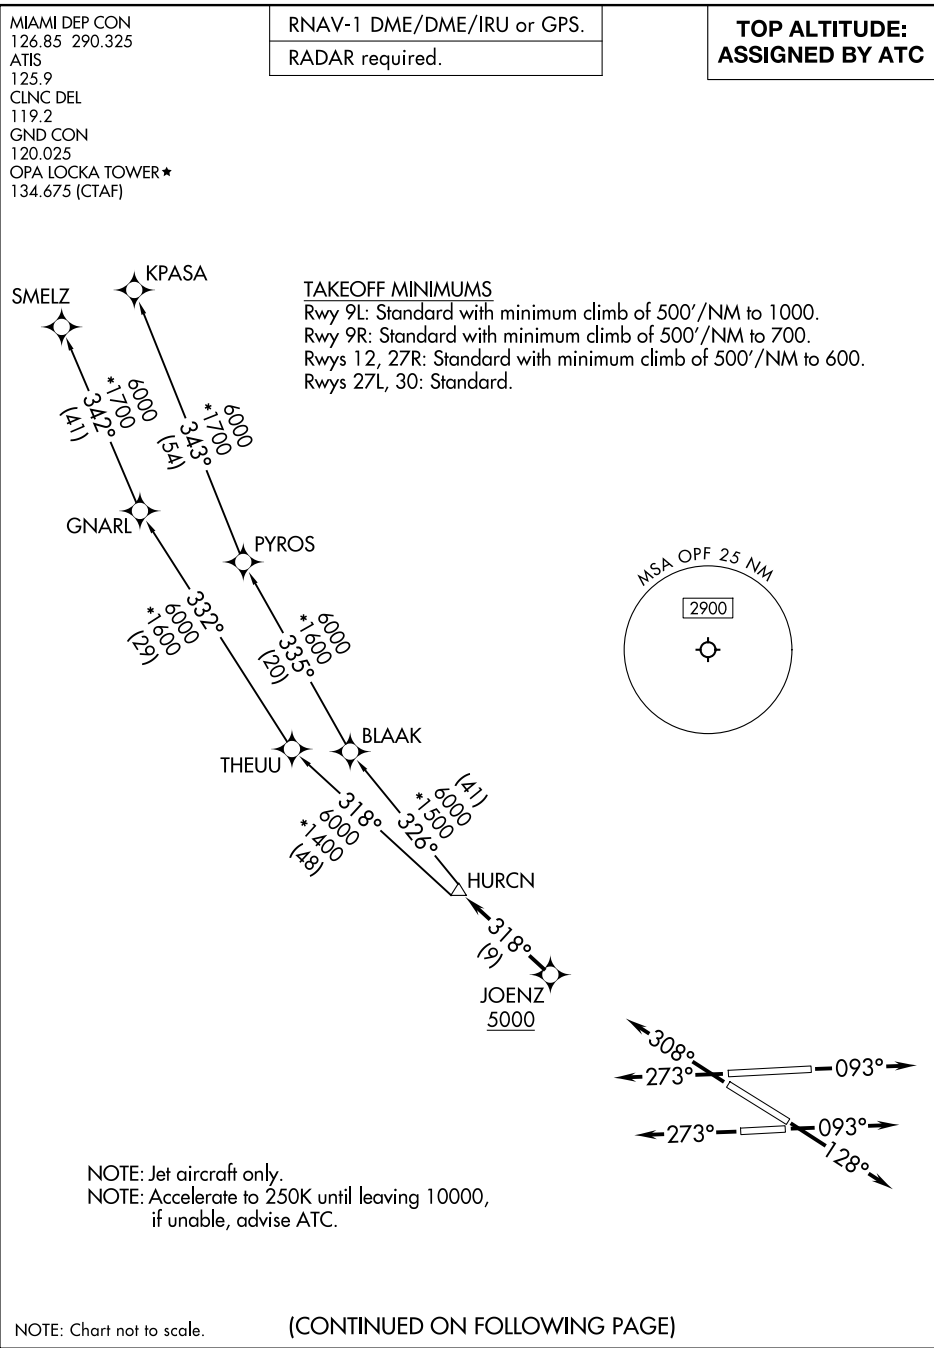 MIAMI DEP CON
126.85 290.325
ATIS
125.9
CLNC DEL
119.2
GND CON
120.025
OPA LOCKA TOWER★
134.675 (CTAF)
RNAV-1 DME/DME/IRU or GPS.
RADAR required.
TOP ALTITUDE:
ASSIGNED BY ATC
TAKEOFF MINIMUMS
Rwy 9L: Standard with minimum climb of 500'/NM to 1000.
Rwy 9R: Standard with minimum climb of 500'/NM to 700.
Rwys 12, 27R: Standard with minimum climb of 500'/NM to 600.
Rwys 27L, 30: Standard.
KPASA
SMELZ
6000
*1700
342°
(41)
6000
*1700
343°
(54)
GNARL
PYROS
332°
6000
*1600
(29)
6000
*1600
335°
(20)
MSA OPF 25 NM
2900
BLAAK
THEUU
318°
6000
*1400
(48)
(41)
6000
*1500
326°
HURCN
318°
(9)
JOENZ
5000
308°
273°
093°
273°
093°
128°
NOTE: Jet aircraft only.
NOTE: Accelerate to 250K until leaving 10000,
if unable, advise ATC.
NOTE: Chart not to scale.
(CONTINUED ON FOLLOWING PAGE)